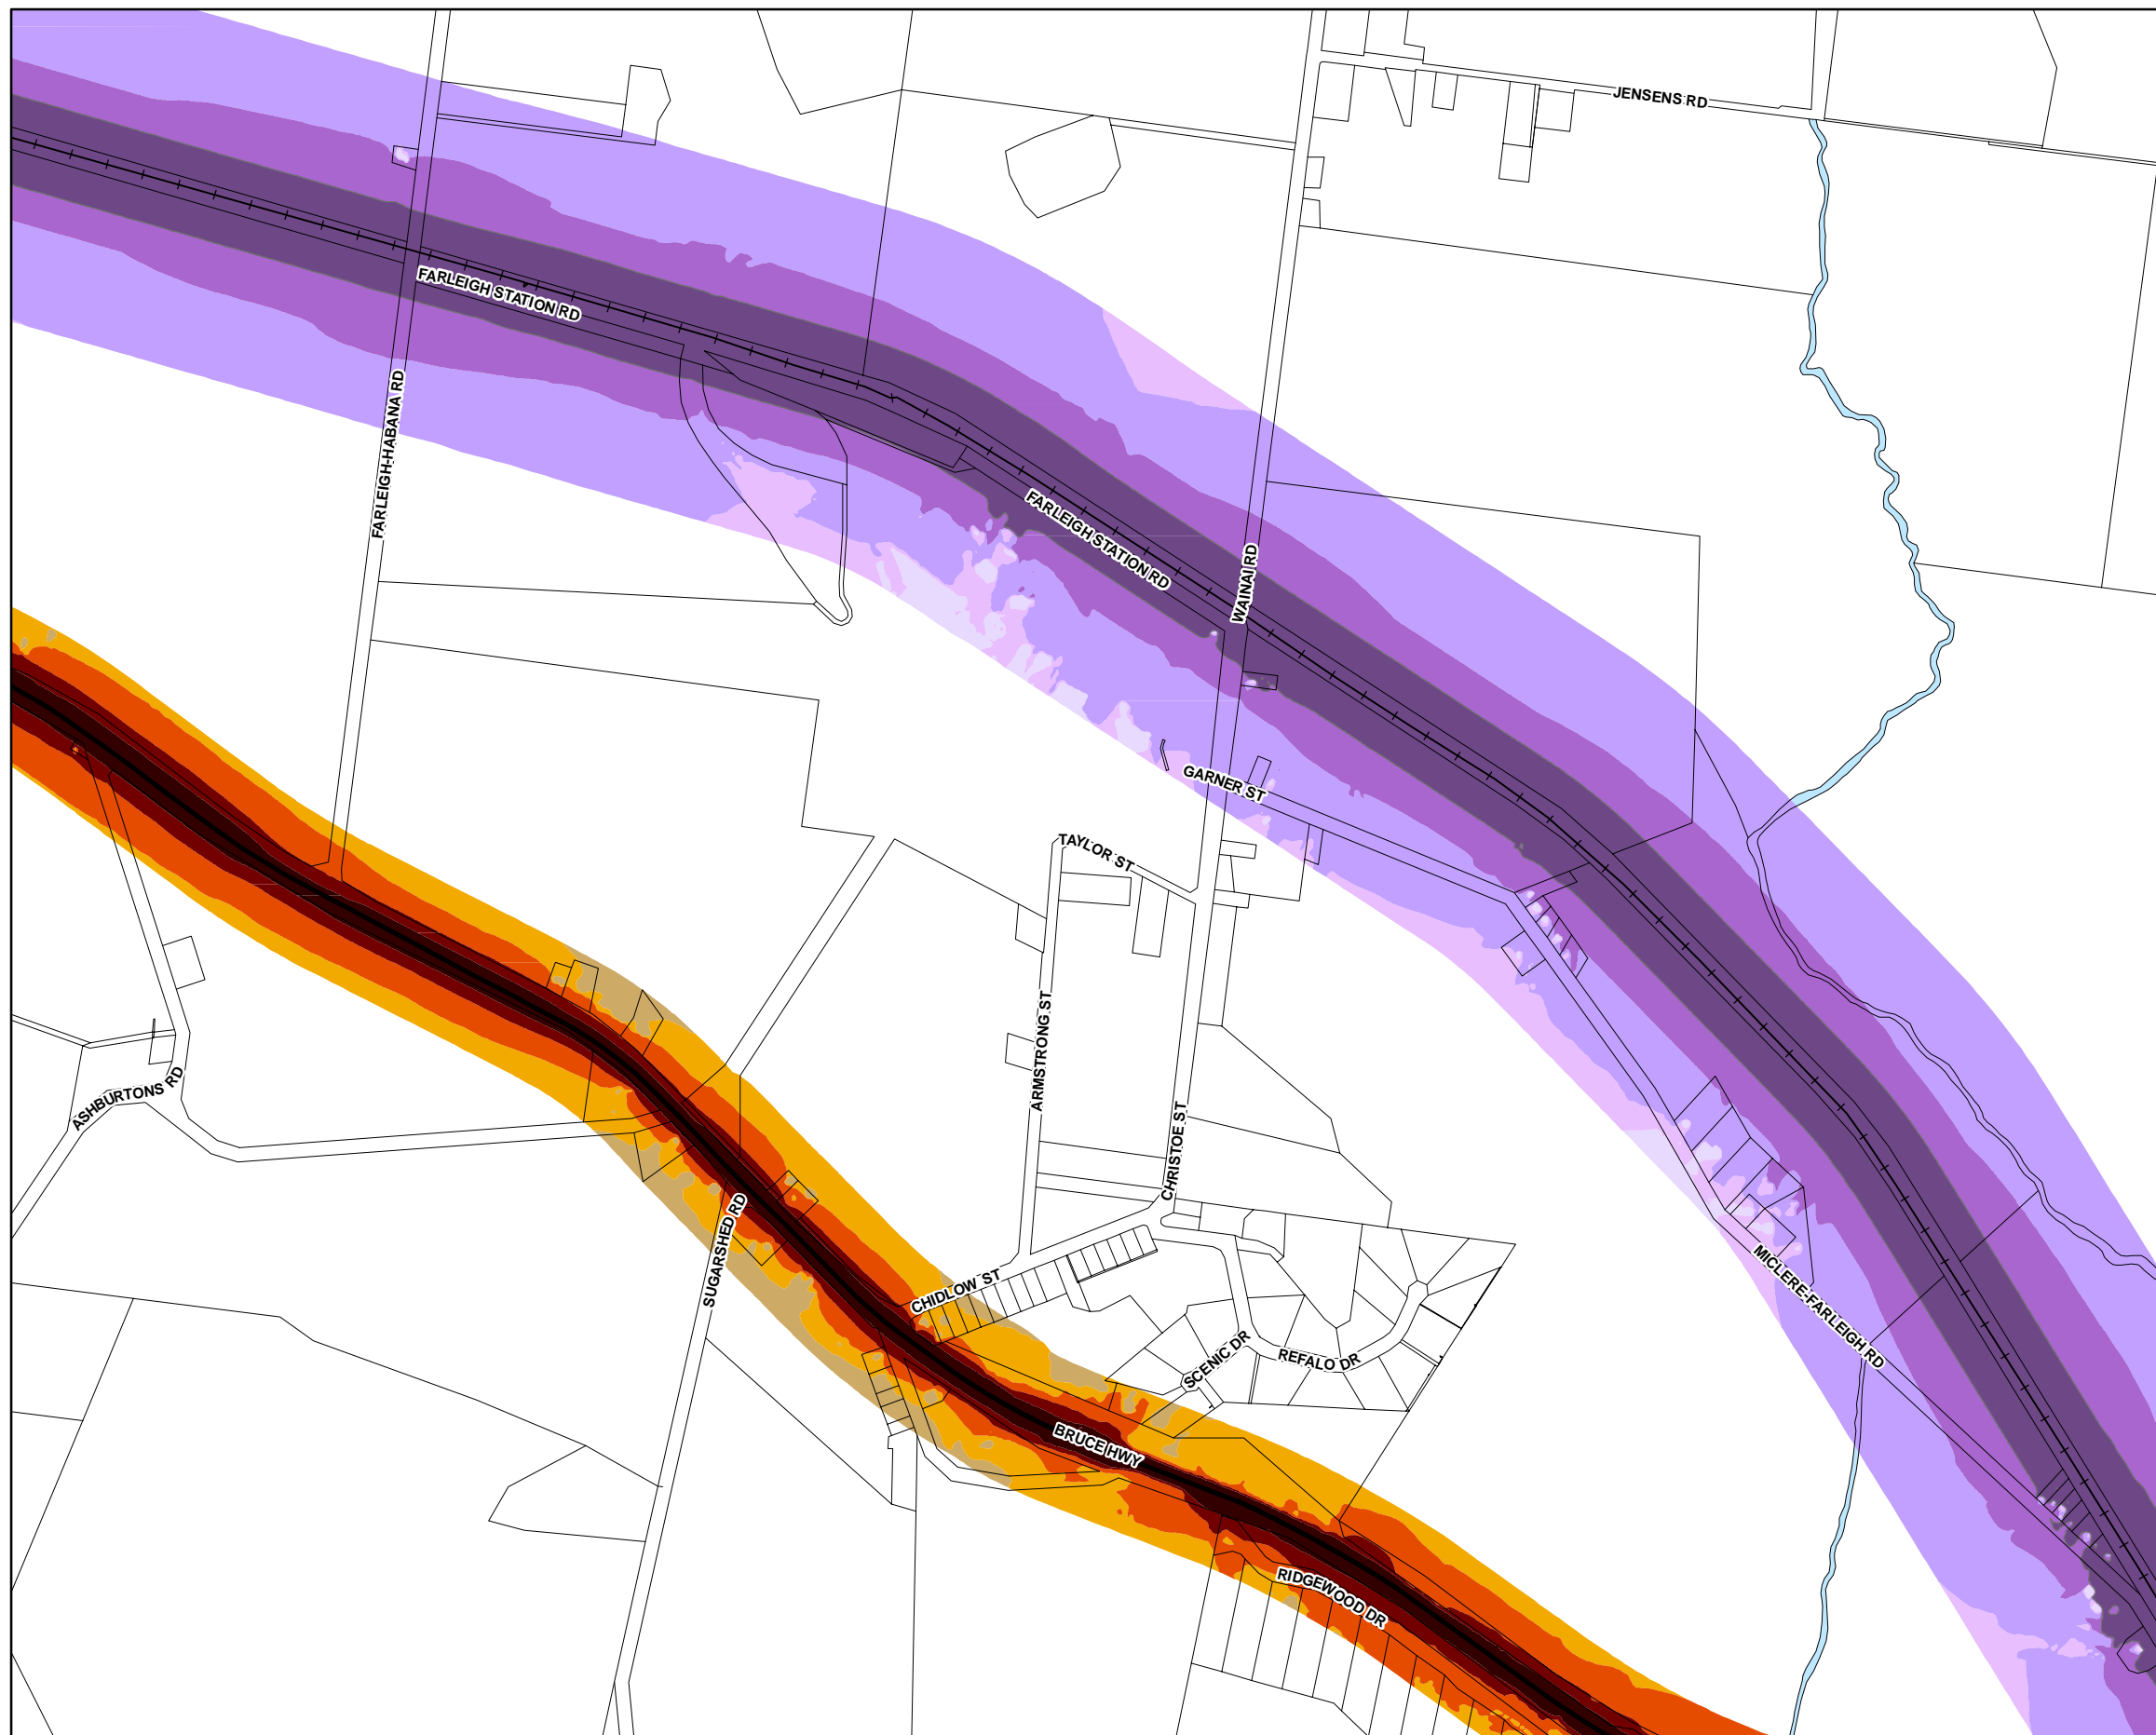 JENSENS RD
FARLEIGH STATION RD
FARLEIGH-HABANA RD
FARLEIGH STATION RD
WAINAI RD
GARNER ST
TAYLOR ST
ARMSTRONG ST
ASHBURTONS RD
CHRISTOE ST
SUGARSHED RD
CHIDLOW ST
MICLERE-FARLEIGH RD
SCENIC DR
REFALO DR
BRUCE HWY
RIDGEWOOD DR